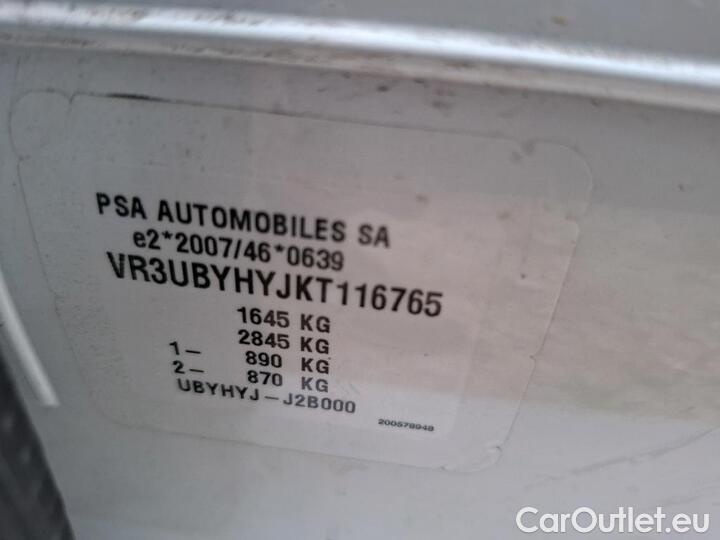 PSA AUTOMOBILES SA
e2*2007/46*0639
VR3UBYHYJKT116765
1645 KG
2845 KG
1- 890 KG
2- 870 KG
UBYHYJ-J2B000
200578948
CarOutlet.eu